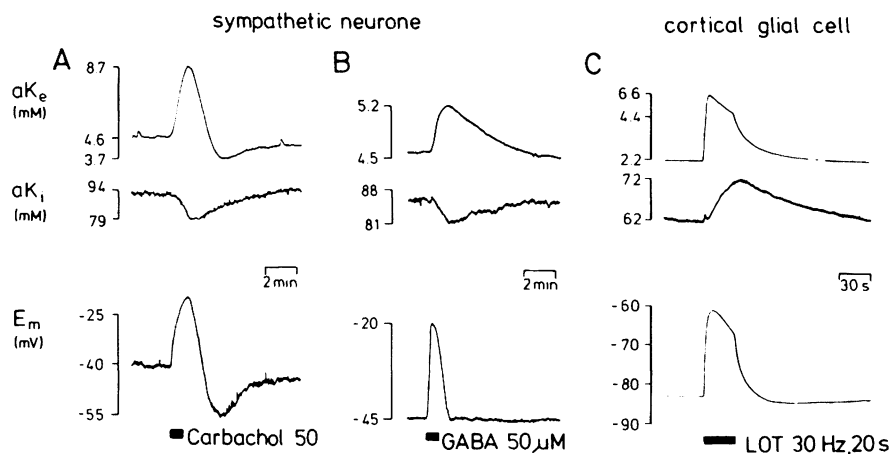 sympathetic neurone
cortical glial cell
A
B
C
aKe
(mM)
8.7
4.6
3.7
5.2
4.5
6.6
4.4
2.2
aKi
(mM)
94
79
88
81
72
62
2 min
2 min
30 s
Em
(mV)
-25
-40
-55
-20
-45
-60
-70
-80
-90
Carbachol 50
GABA 50 µM
LOT 30 Hz, 20 s